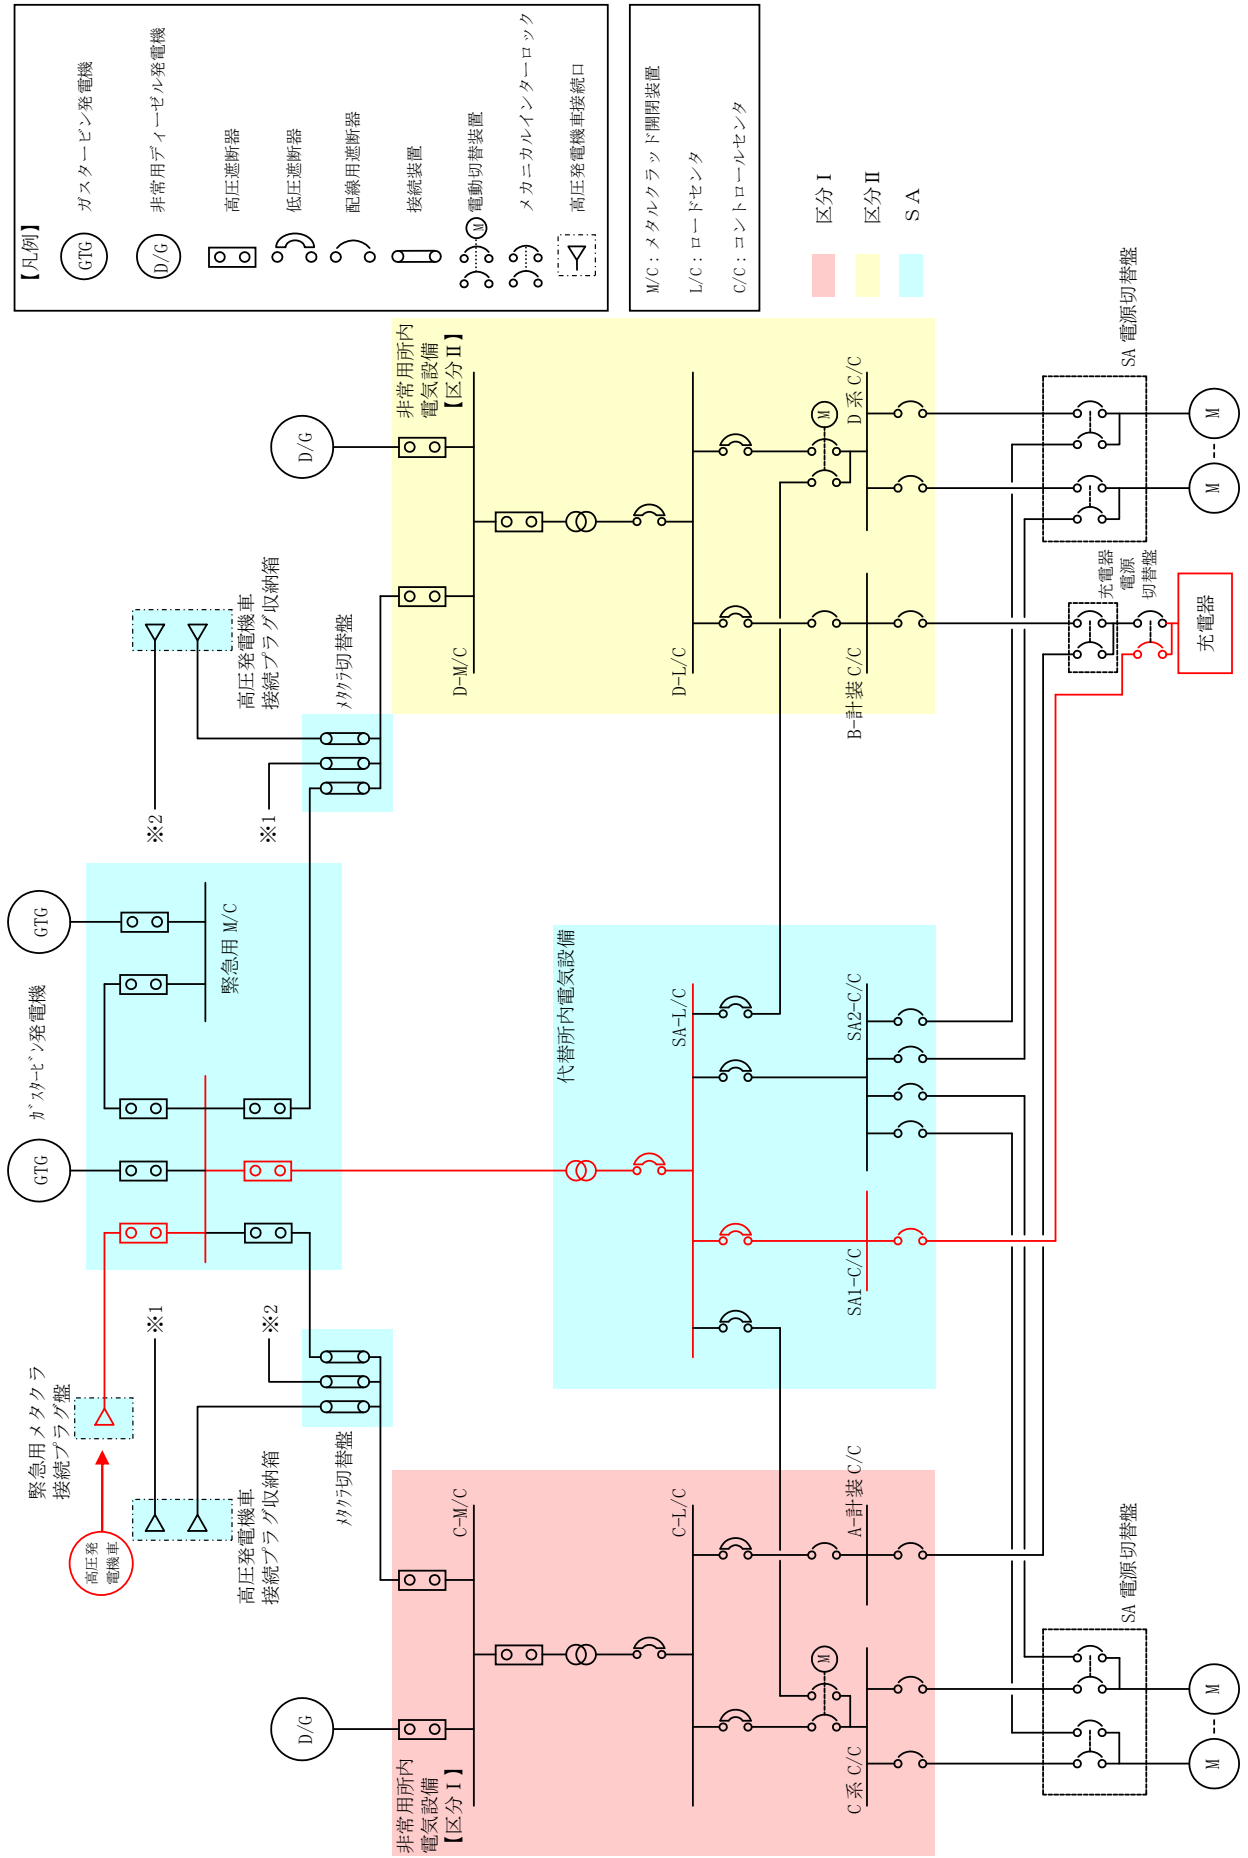 【凡例】
GTG
ガスタービン発電機
D/G
非常用ディーゼル発電機
高圧遮断器
低圧遮断器
配線用遮断器
接続装置
M
電動切替装置
メカニカルインターロック
高圧発電機車接続口
M/C：メタルクラッド開閉装置
L/C：ロードセンタ
C/C：コントロールセンタ
区分Ⅰ
区分Ⅱ
ＳＡ
GTG
ｶﾞｽﾀｰﾋﾞﾝ発電機
GTG
緊急用 M/C
緊急用メタクラ
接続プラグ盤
高圧発
電機車
※1
※2
高圧発電機車
接続プラグ収納箱
ﾒﾀｸﾗ切替盤
※2
※1
高圧発電機車
接続プラグ収納箱
ﾒﾀｸﾗ切替盤
D/G
非常用所内
電気設備
【区分Ⅰ】
C-M/C
C-L/C
M
C 系 C/C
A-計装 C/C
代替所内電気設備
SA-L/C
SA1-C/C
SA2-C/C
D/G
非常用所内
電気設備
【区分Ⅱ】
D-M/C
D-L/C
M
D 系 C/C
B-計装 C/C
SA 電源切替盤
M
M
充電器
電源
切替盤
充電器
SA 電源切替盤
M
M